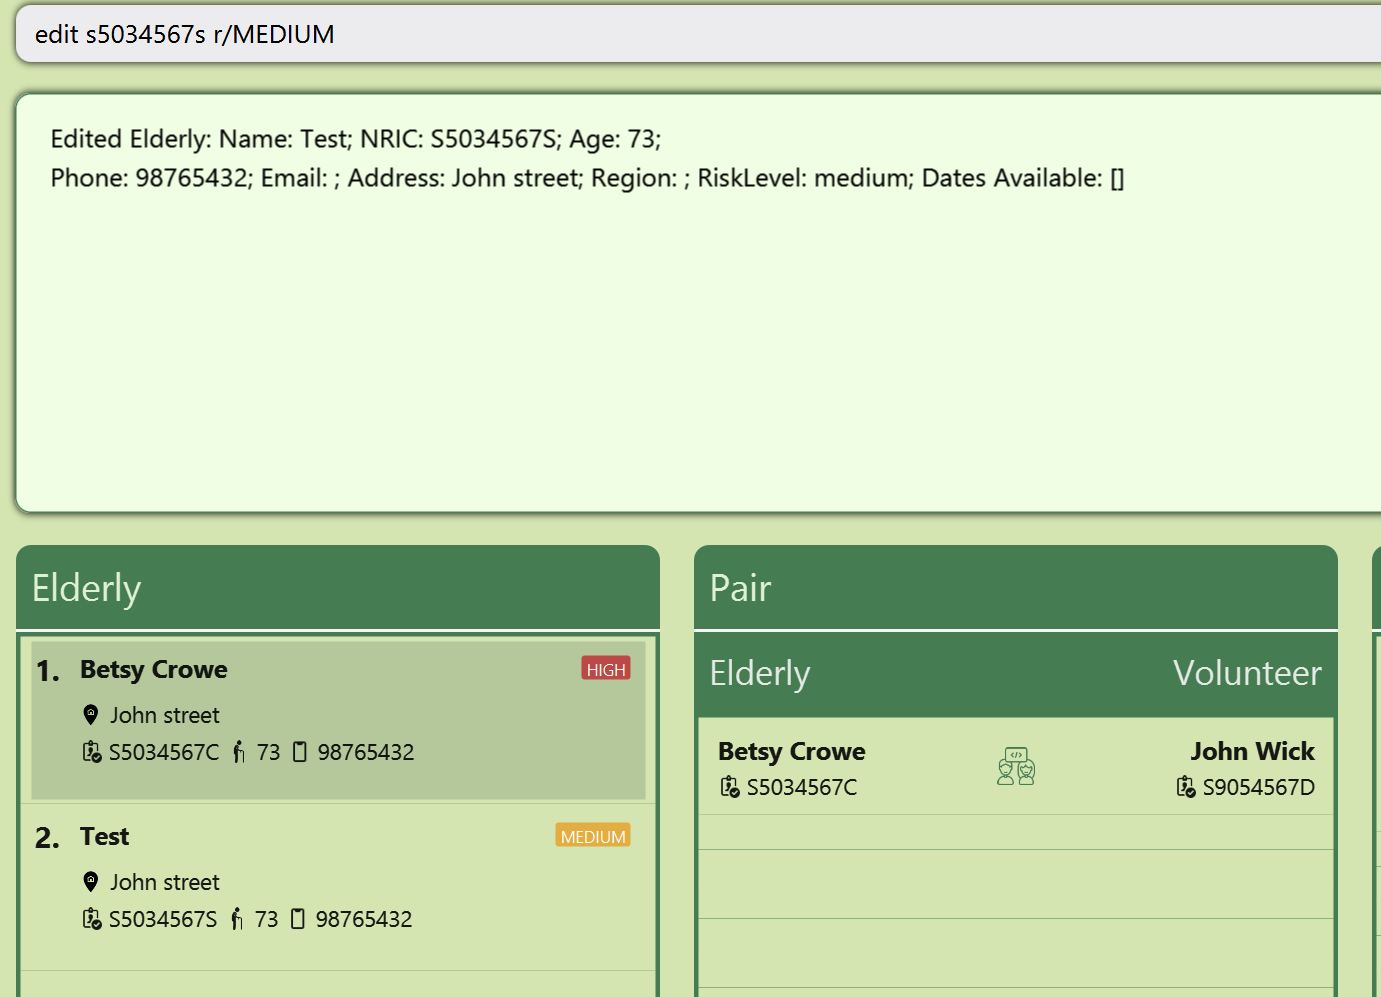 edit s5034567s r/MEDIUM
Edited Elderly: Name: Test; NRIC: S5034567S; Age: 73;
Phone: 98765432; Email: ; Address: John street; Region: ; RiskLevel: medium; Dates Available: []
Elderly
1. Betsy Crowe HIGH
John street
S5034567C 73 98765432
2. Test MEDIUM
John street
S5034567S 73 98765432
Pair
Elderly Volunteer
Betsy Crowe John Wick
S5034567C S9054567D